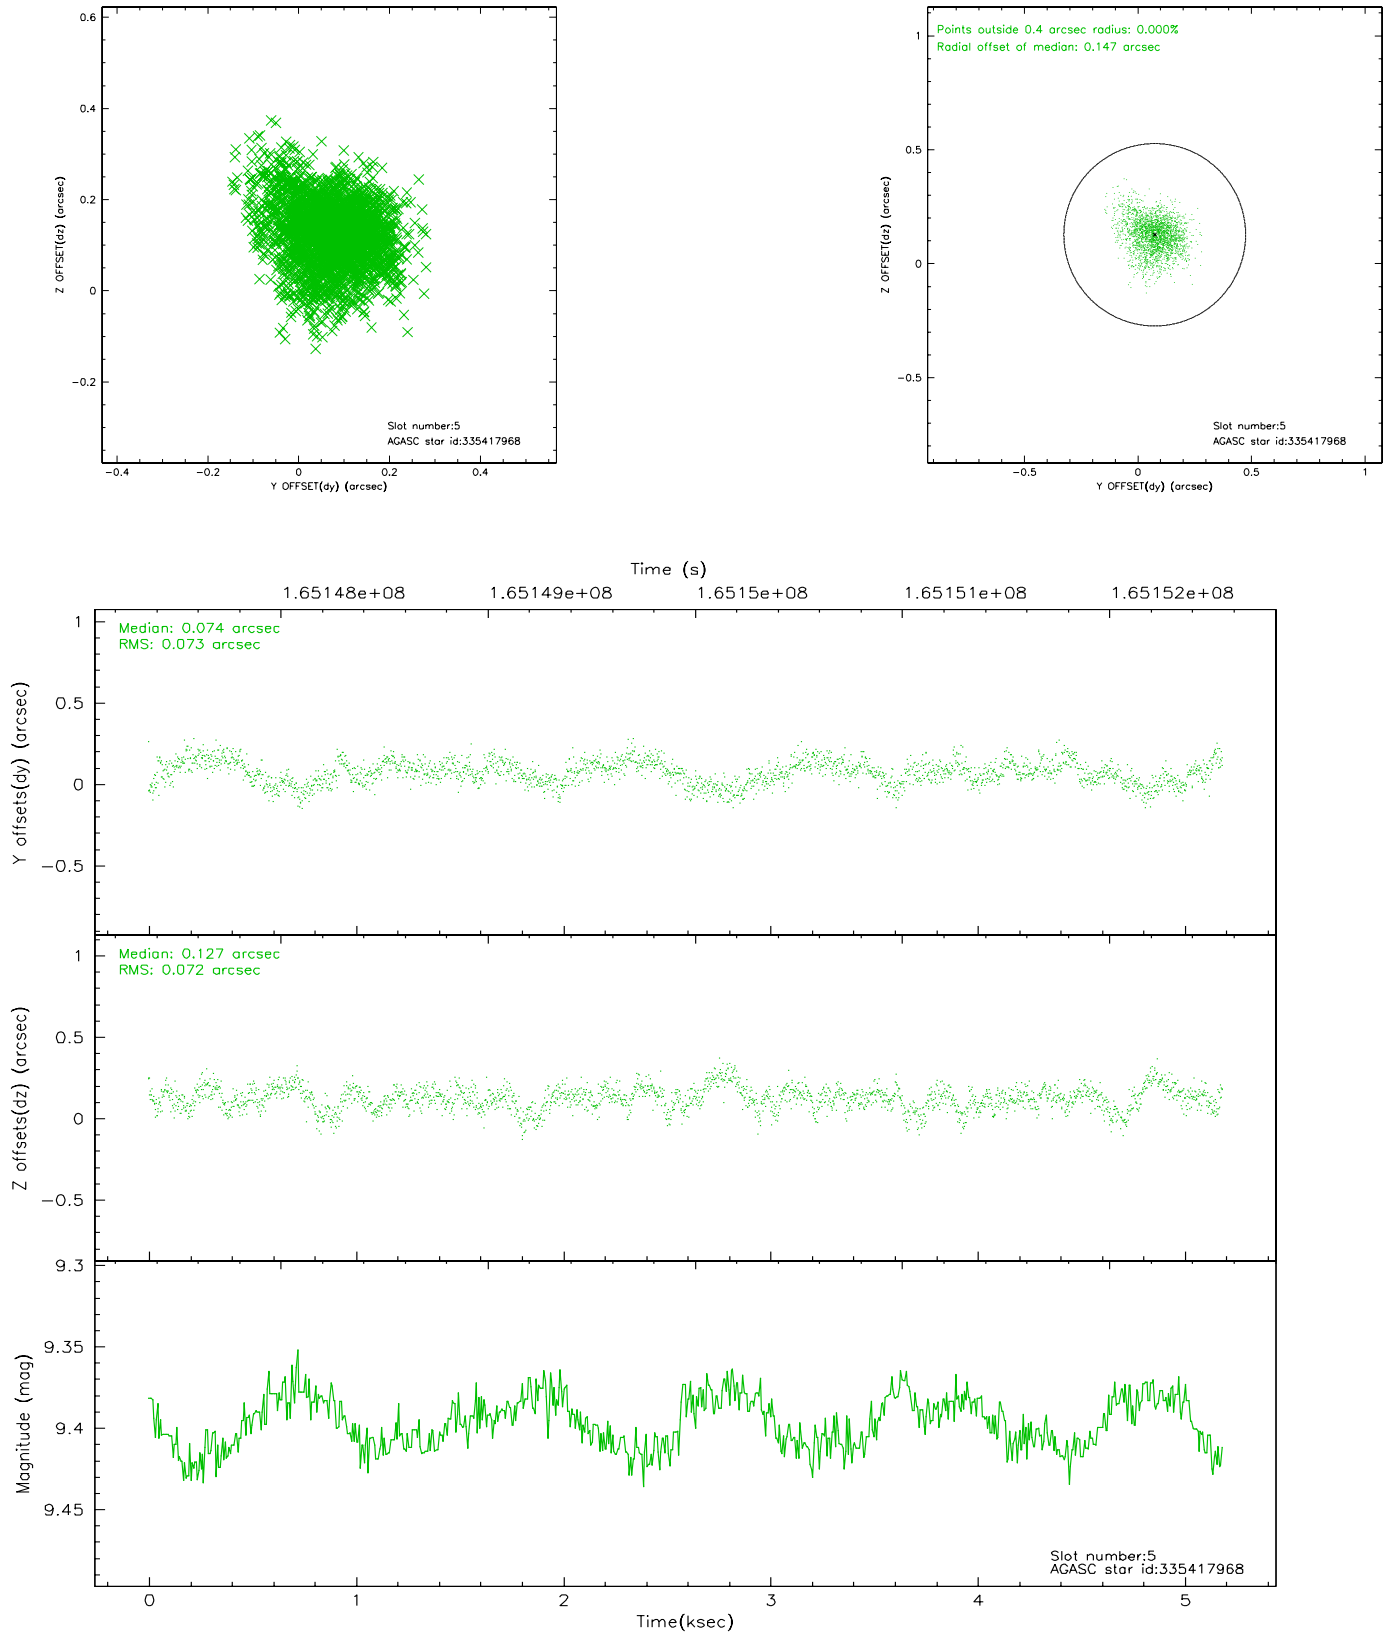 0.6
0.4
0.2
0
−0.2
Z OFFSET(dz) (arcsec)
Slot number:5
AGASC star id:335417968
−0.4 −0.2 0 0.2 0.4
Y OFFSET(dy) (arcsec)
Points outside 0.4 arcsec radius: 0.000%
Radial offset of median: 0.147 arcsec
1
0.5
0
−0.5
Z OFFSET(dz) (arcsec)
Slot number:5
AGASC star id:335417968
−0.5 0 0.5 1
Y OFFSET(dy) (arcsec)
Time (s)
1.65148e+08 1.65149e+08 1.6515e+08 1.65151e+08 1.65152e+08
Median: 0.074 arcsec
RMS: 0.073 arcsec
1
0.5
0
−0.5
Y offsets(dy) (arcsec)
Median: 0.127 arcsec
RMS: 0.072 arcsec
1
0.5
0
−0.5
Z offsets(dz) (arcsec)
9.3
9.35
9.4
9.45
Magnitude (mag)
Slot number:5
AGASC star id:335417968
0 1 2 3 4 5
Time(ksec)